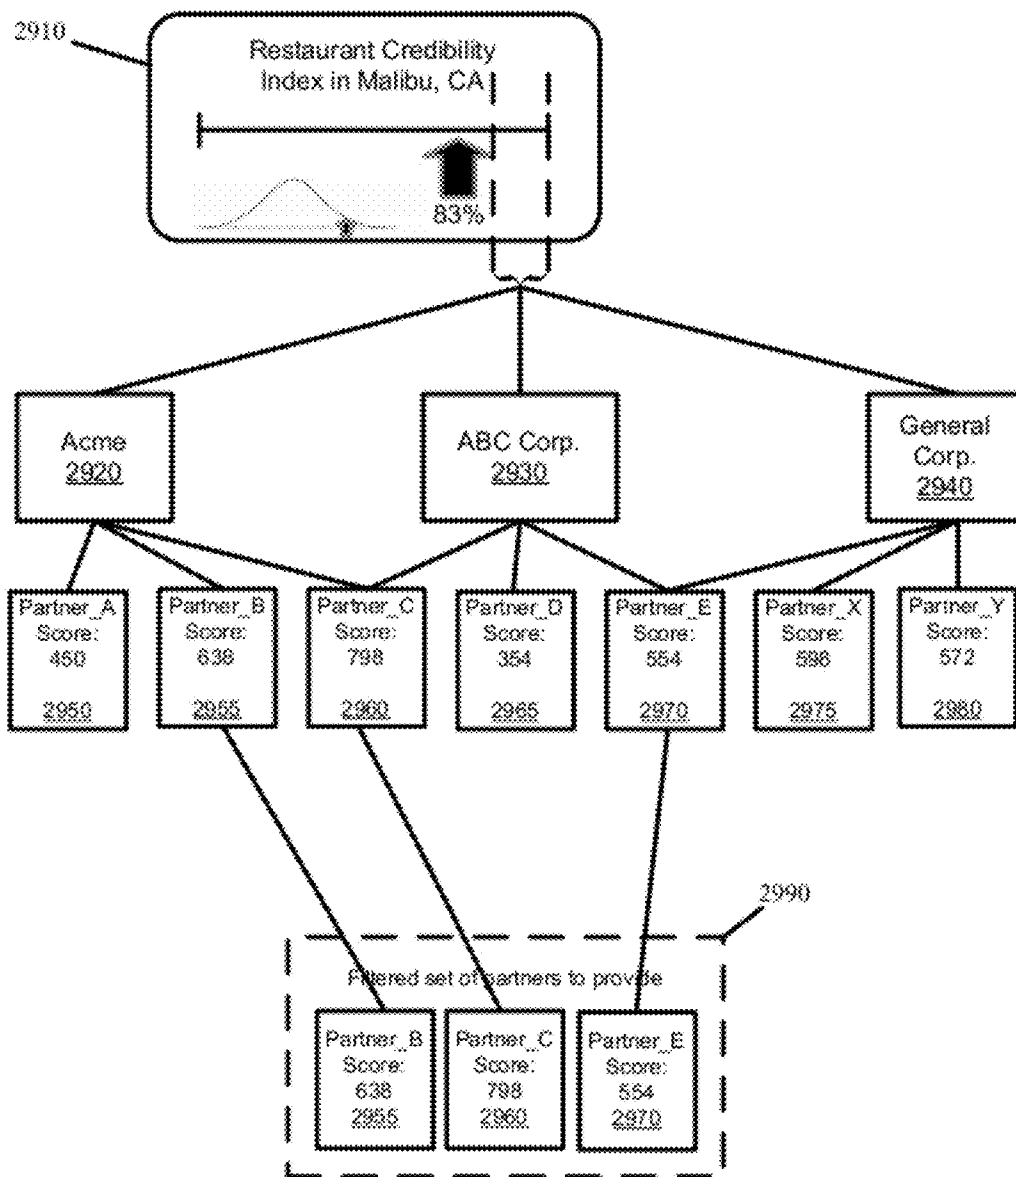 2910
Restaurant Credibility
Index in Malibu, CA
83%
Acme
2920
ABC Corp.
2930
General
Corp.
2940
Partner_A
Score:
450
2950
Partner_B
Score:
638
2955
Partner_C
Score:
798
2960
Partner_D
Score:
354
2965
Partner_E
Score:
554
2970
Partner_X
Score:
2975
Partner_Y
Score:
572
2980
2990
Filtered set of partners to provide
Partner_B
Score:
638
2955
Partner_C
Score:
798
2960
Partner_E
Score:
554
2970